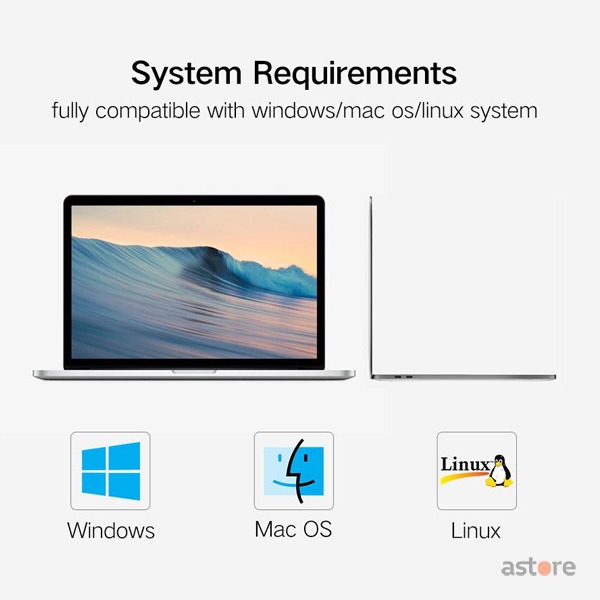 System Requirements
fully compatible with windows/mac os/linux system
Linux
Windows
Mac OS
Linux
astore